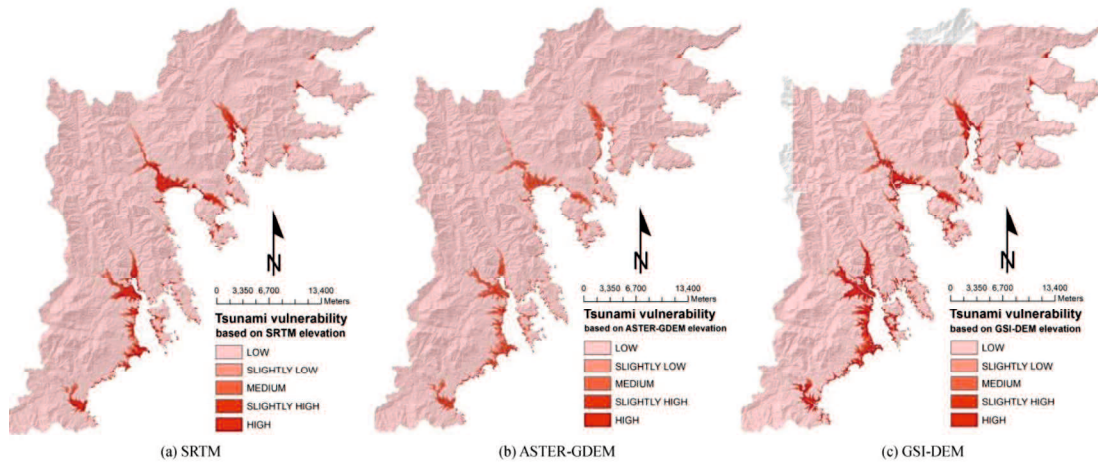 N
0 3,350 6,700 13,400
Meters
Tsunami vulnerability
based on SRTM elevation
LOW
SLIGHTLY LOW
MEDIUM
SLIGHTLY HIGH
HIGH
(a) SRTM
N
0 3,350 6,700 13,400
Meters
Tsunami vulnerability
based on ASTER-GDEM elevation
LOW
SLIGHTLY LOW
MEDIUM
SLIGHTLY HIGH
HIGH
(b) ASTER-GDEM
N
0 3,350 6,700 13,400
Meters
Tsunami vulnerability
based on GSI-DEM elevation
LOW
SLIGHTLY LOW
MEDIUM
SLIGHTLY HIGH
HIGH
(c) GSI-DEM